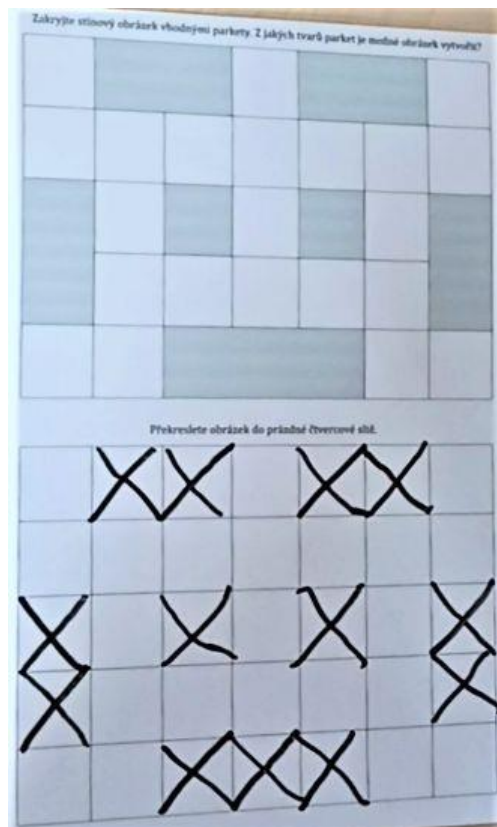 Zakryjte stínový obrázek vhodnými parkety. Z jakých tvarů parket je možné obrázek vytvořit?
Překreslete obrázek do prázdné čtvercové sítě.